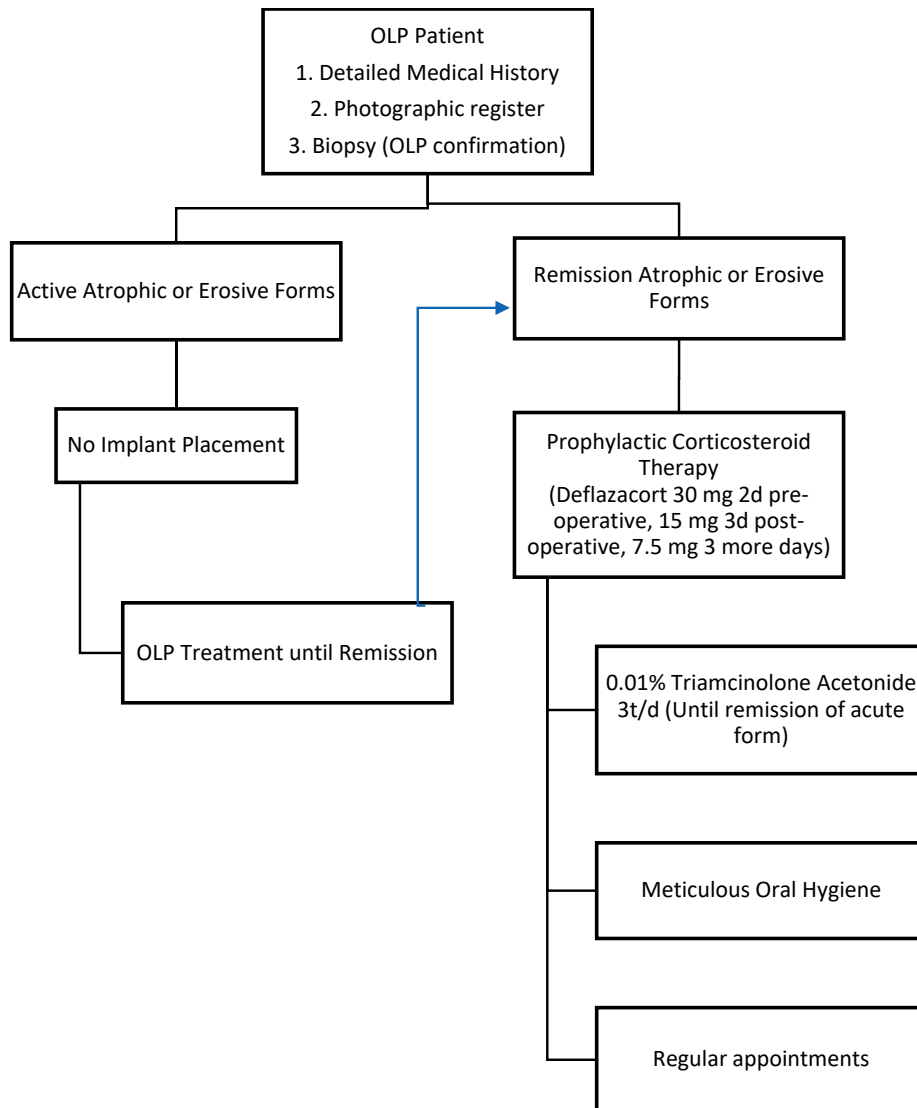 OLP Patient
1. Detailed Medical History
2. Photographic register
3. Biopsy (OLP confirmation)
Active Atrophic or Erosive Forms
Remission Atrophic or Erosive
Forms
No Implant Placement
Prophylactic Corticosteroid
Therapy
(Deflazacort 30 mg 2d pre-
operative, 15 mg 3d post-
operative, 7.5 mg 3 more days)
OLP Treatment until Remission
0.01% Triamcinolone Acetonide
3t/d (Until remission of acute
form)
Meticulous Oral Hygiene
Regular appointments